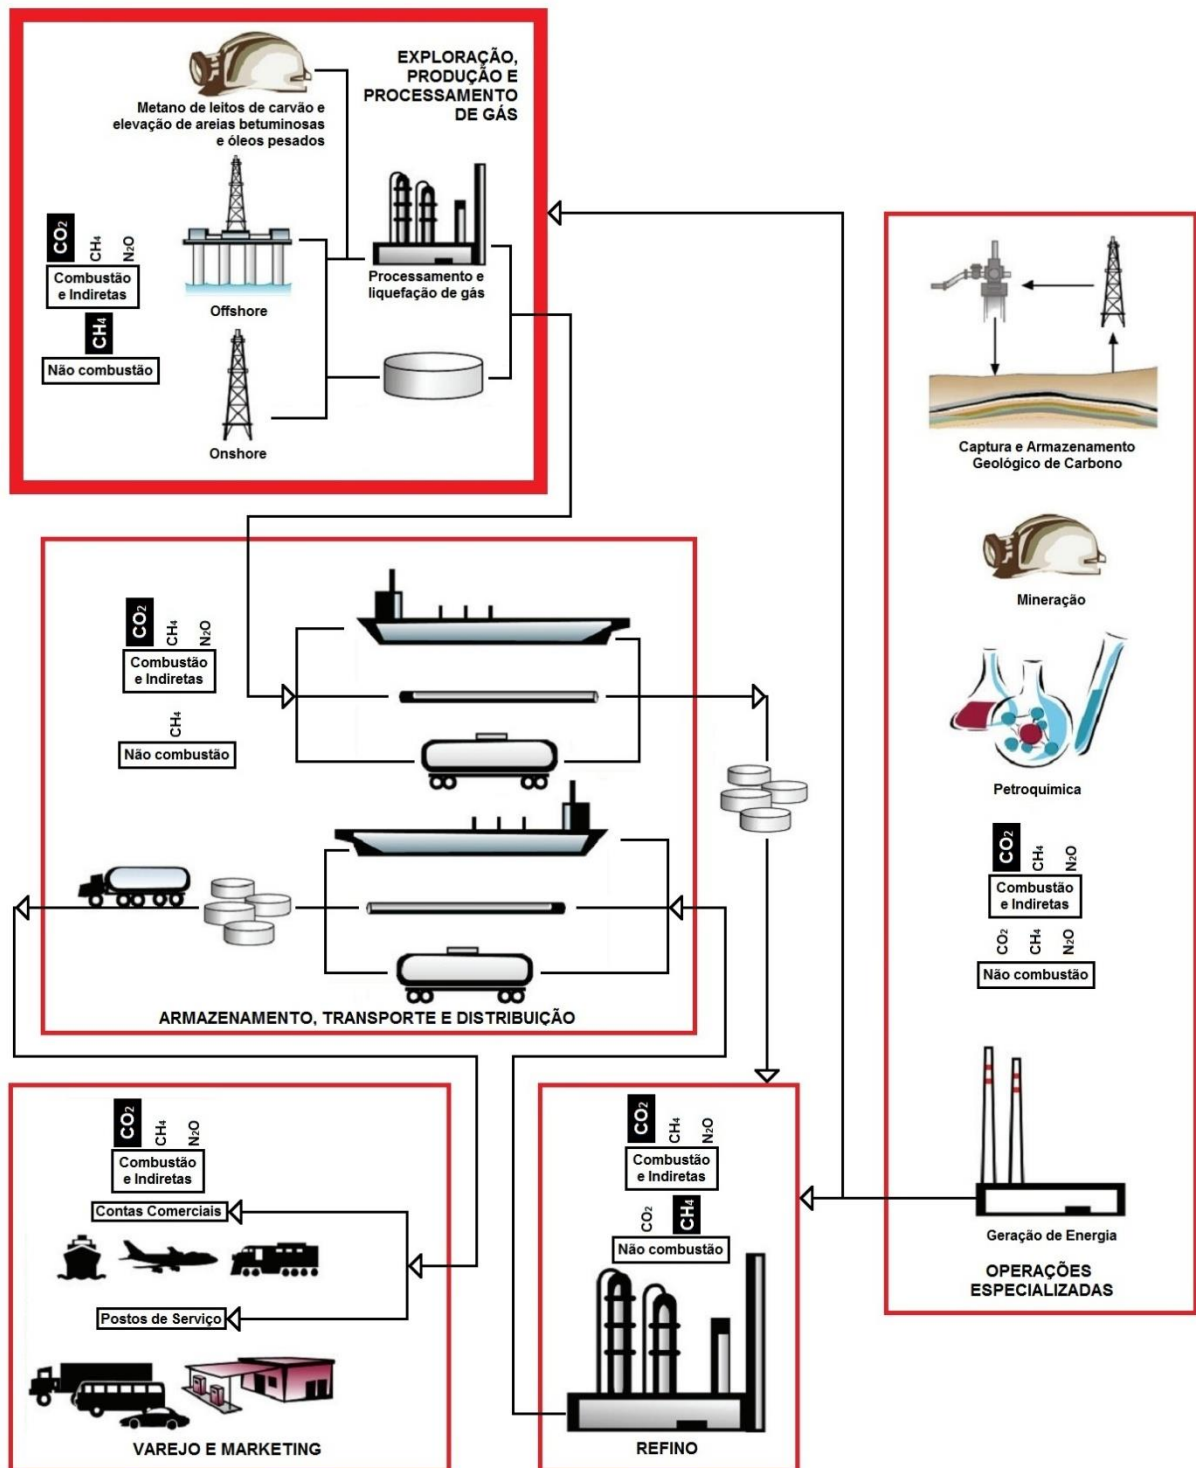 EXPLORAÇÃO,
PRODUÇÃO E
PROCESSAMENTO
DE GÁS
Metano de leitos de carvão e
elevação de areias betuminosas
e óleos pesados
CO₂ CH₄ N₂O
Combustão
e Indiretas
CH₄
Não combustão
Offshore
Onshore
Processamento e
liquefação de gás
Captura e Armazenamento
Geológico de Carbono
Mineração
Petroquímica
CO₂ CH₄ N₂O
Combustão
e Indiretas
CO₂ CH₄ N₂O
Não combustão
Geração de Energia
OPERAÇÕES
ESPECIALIZADAS
CO₂ CH₄ N₂O
Combustão
e Indiretas
CH₄
Não combustão
ARMAZENAMENTO, TRANSPORTE E DISTRIBUIÇÃO
CO₂ CH₄ N₂O
Combustão
e Indiretas
Contas Comerciais
Postos de Serviço
VAREJO E MARKETING
CO₂ CH₄ N₂O
Combustão
e Indiretas
CO₂ CH₄
Não combustão
REFINO